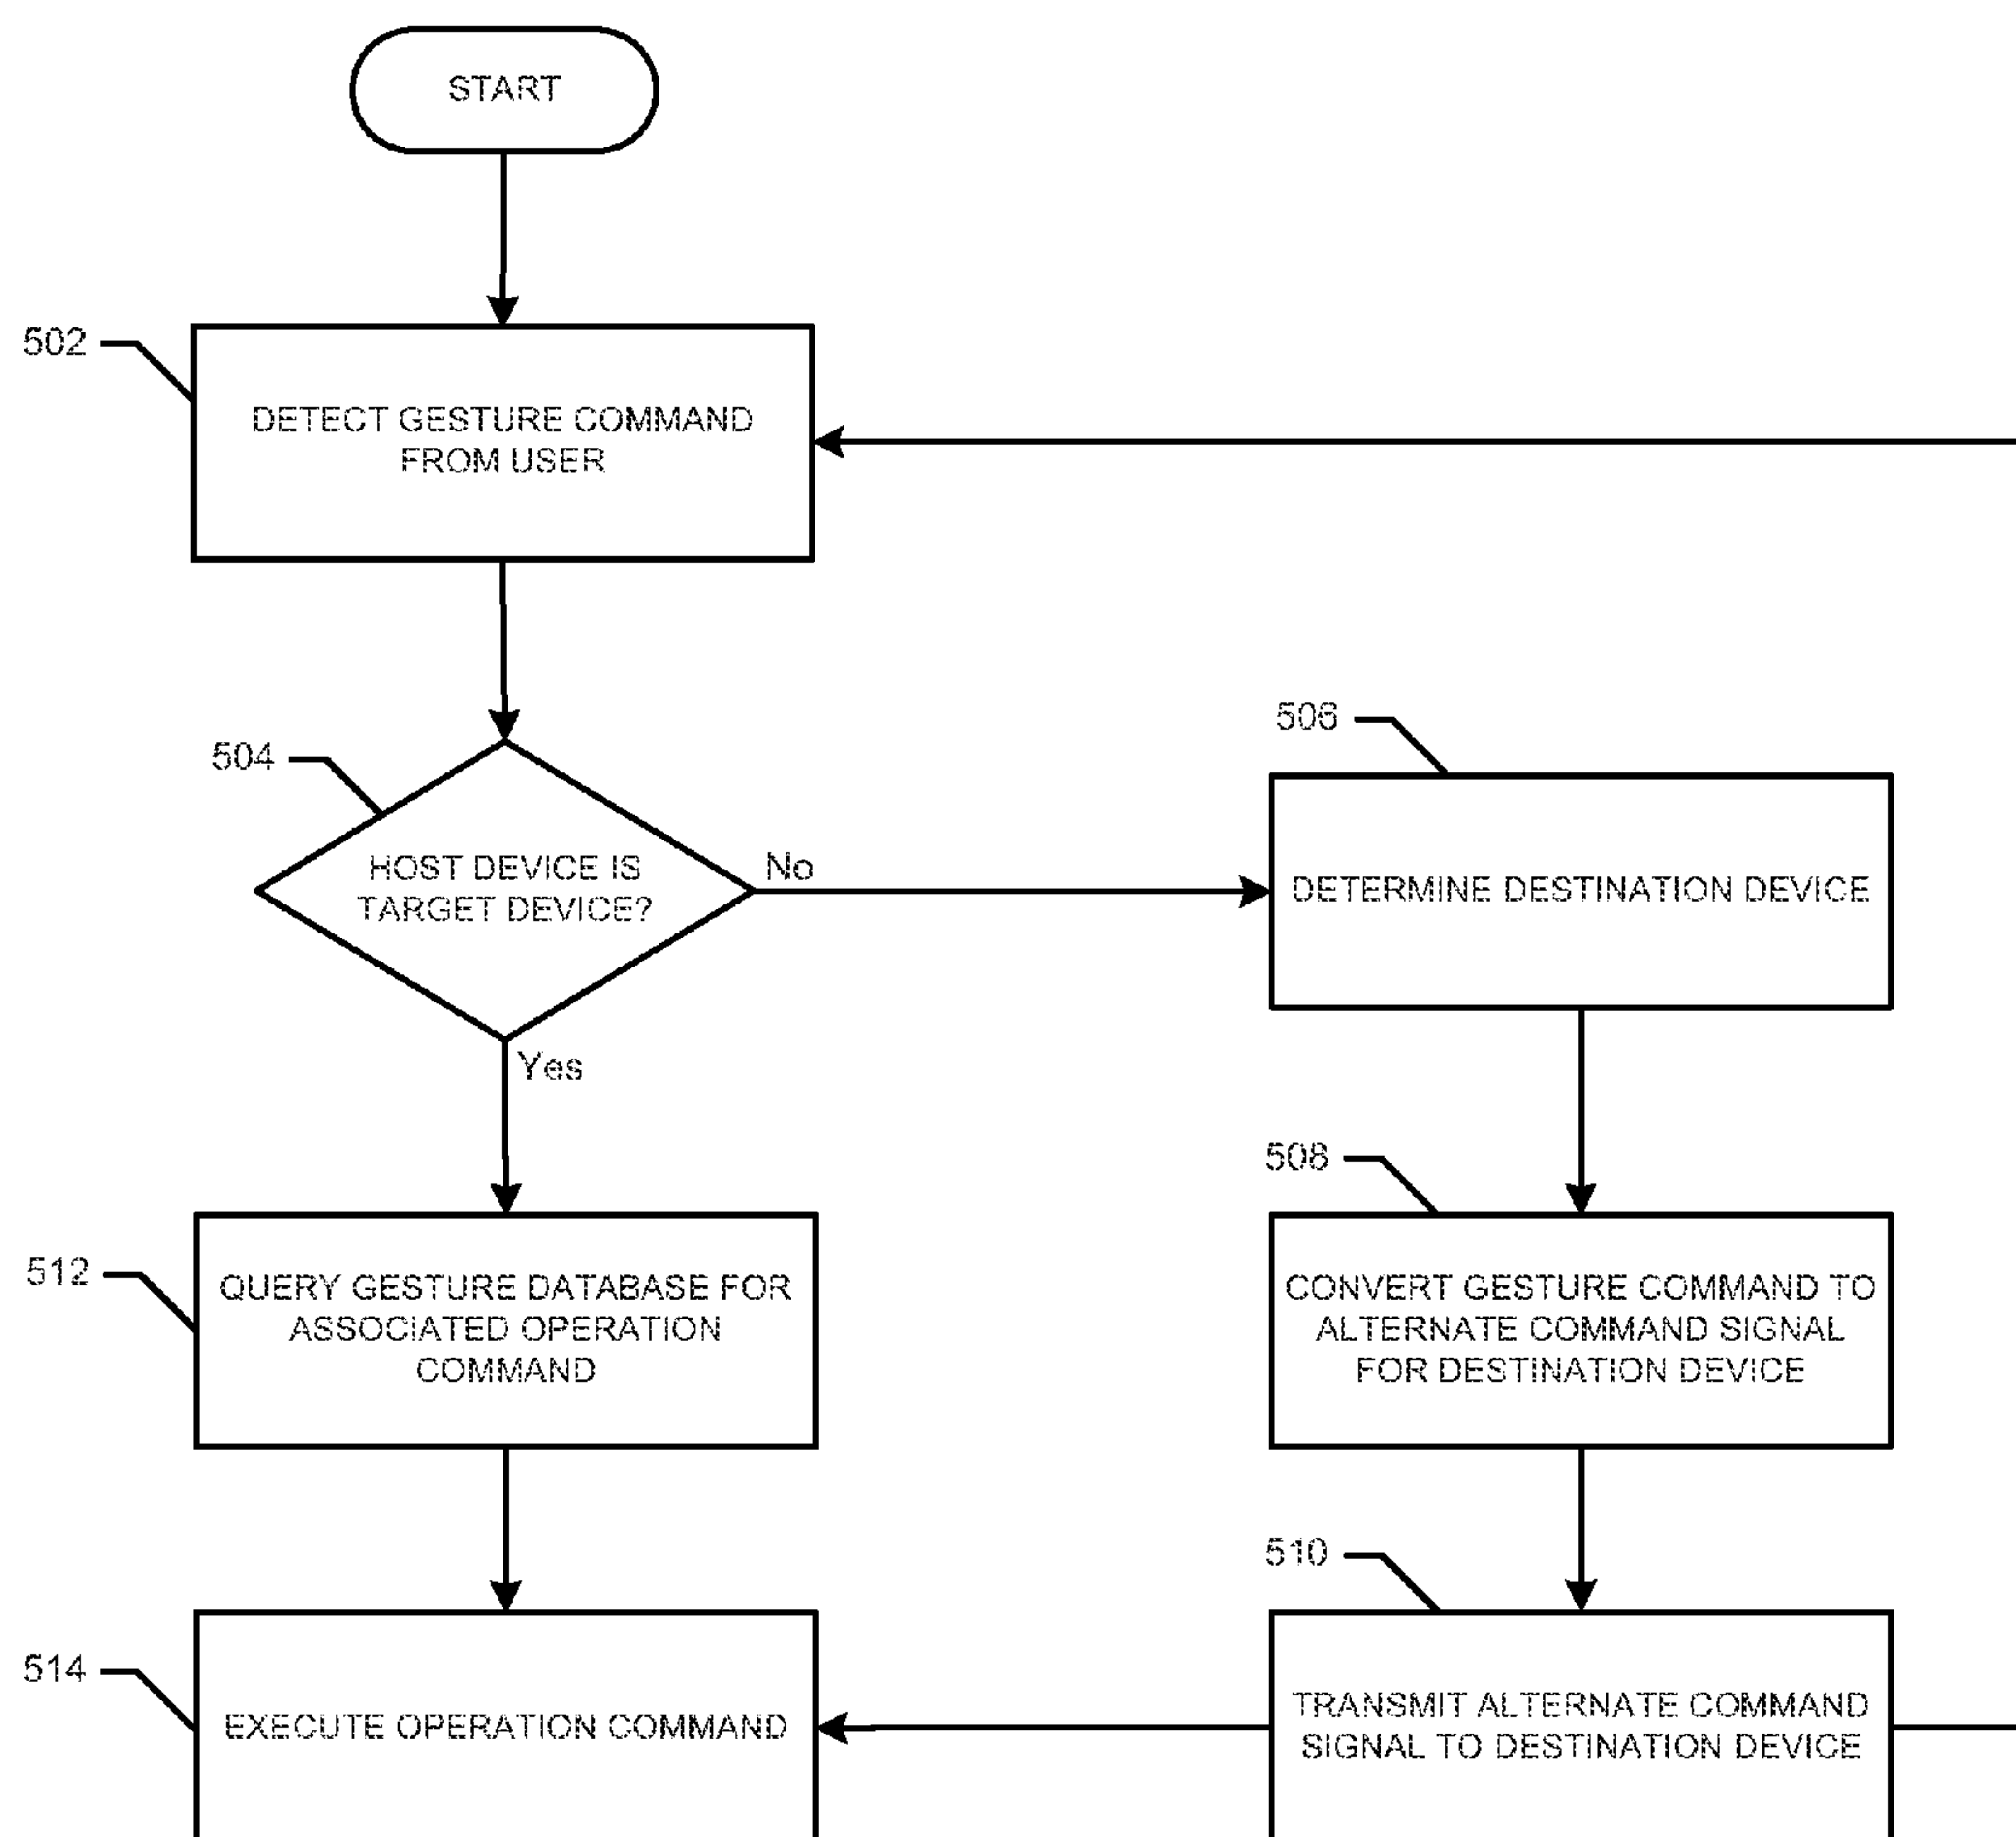 START
502
DETECT GESTURE COMMAND
FROM USER
504
HOST DEVICE IS
TARGET DEVICE?
No
Yes
506
DETERMINE DESTINATION DEVICE
508
CONVERT GESTURE COMMAND TO
ALTERNATE COMMAND SIGNAL
FOR DESTINATION DEVICE
512
QUERY GESTURE DATABASE FOR
ASSOCIATED OPERATION
COMMAND
510
TRANSMIT ALTERNATE COMMAND
SIGNAL TO DESTINATION DEVICE
514
EXECUTE OPERATION COMMAND